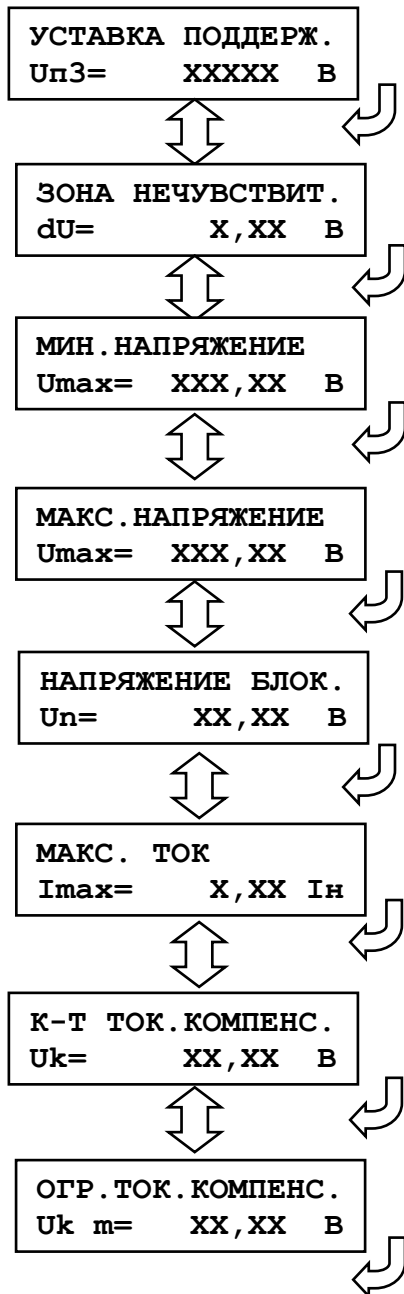 УСТАВКА ПОДДЕРЖ.
Uп3= XXXXX В
ЗОНА НЕЧУВСТВИТ.
dU= X,XX В
МИН.НАПРЯЖЕНИЕ
Umax= XXX,XX В
МАКС.НАПРЯЖЕНИЕ
Umax= XXX,XX В
НАПРЯЖЕНИЕ БЛОК.
Un= XX,XX В
МАКС. ТОК
Imax= X,XX Iн
К-Т ТОК.КОМПЕНС.
Uk= XX,XX В
ОГР.ТОК.КОМПЕНС.
Uk m= XX,XX В